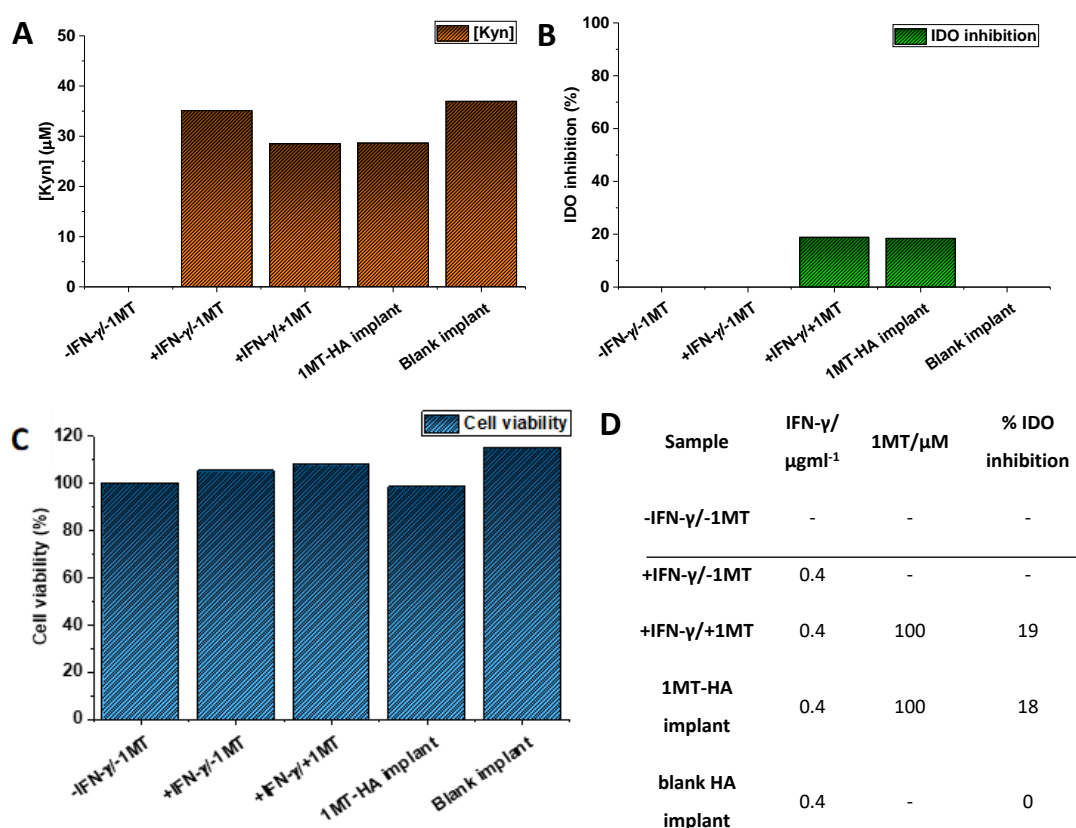 A
[Kyn]
50
40
30
20
10
0
[Kyn] (µM)
-IFN-γ/-1MT
+IFN-γ/-1MT
+IFN-γ/+1MT
1MT-HA implant
Blank implant
B
IDO inhibition
100
80
60
40
20
0
IDO inhibition (%)
-IFN-γ/-1MT
+IFN-γ/-1MT
+IFN-γ/+1MT
1MT-HA implant
Blank implant
C
Cell viability
120
100
80
60
40
20
0
Cell viability (%)
-IFN-γ/-1MT
+IFN-γ/-1MT
+IFN-γ/+1MT
1MT-HA implant
Blank implant
D
Sample IFN-γ/ µgml⁻¹ 1MT/µM % IDO inhibition
-IFN-γ/-1MT - - -
+IFN-γ/-1MT 0.4 - -
+IFN-γ/+1MT 0.4 100 19
1MT-HA implant 0.4 100 18
blank HA implant 0.4 - 0